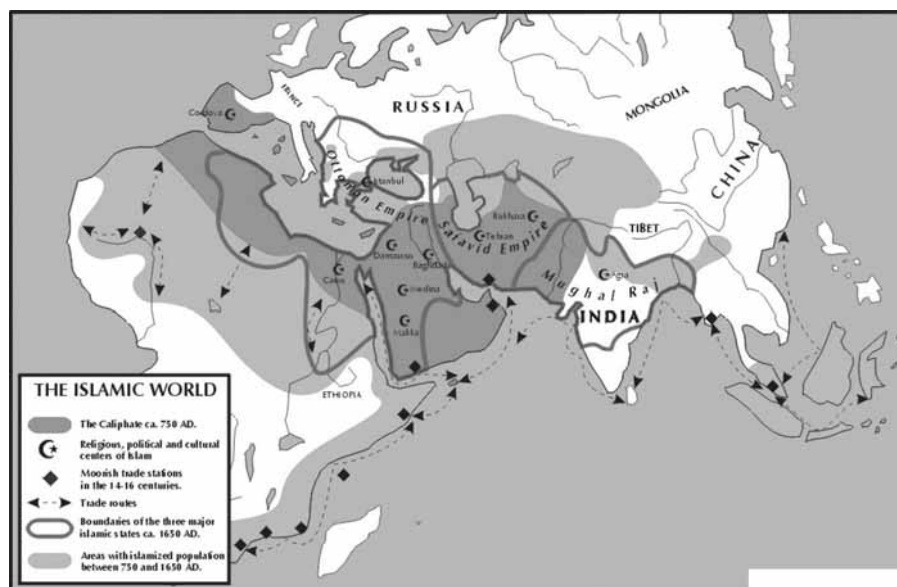 FRANCE
RUSSIA
MONGOLIA
Cordova
CHINA
Ottoman Empire
Istanbul
Safavid Empire
Bukhara
Tehran
TIBET
Damascus
Baghdad
Cairo
Medina
Mughal Raj
Agra
INDIA
Makka
ETHIOPIA
THE ISLAMIC WORLD
The Caliphate ca. 750 AD.
Religious, political and cultural
centers of Islam
Moorish trade stations
in the 14-16 centuries.
Trade routes
Boundaries of the three major
islamic states ca. 1650 AD.
Areas with islamized population
between 750 and 1650 AD.